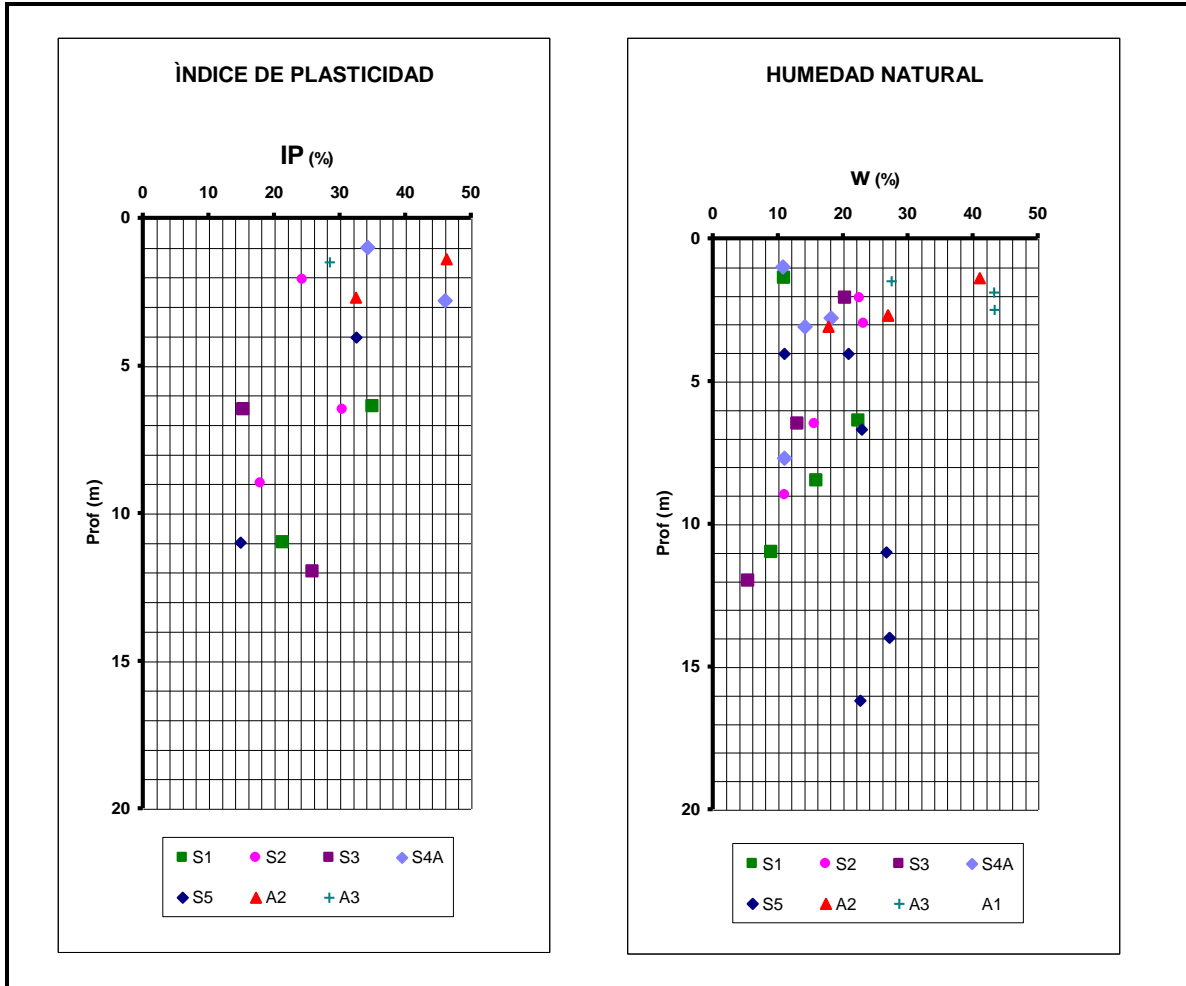 ÌNDICE DE PLASTICIDAD
IP (%)
0 10 20 30 40 50
0
5
10
15
20
Prof (m)
S1 S2 S3 S4A
S5 A2 A3
HUMEDAD NATURAL
W (%)
0 10 20 30 40 50
0
5
10
15
20
Prof (m)
S1 S2 S3 S4A
S5 A2 A3 A1